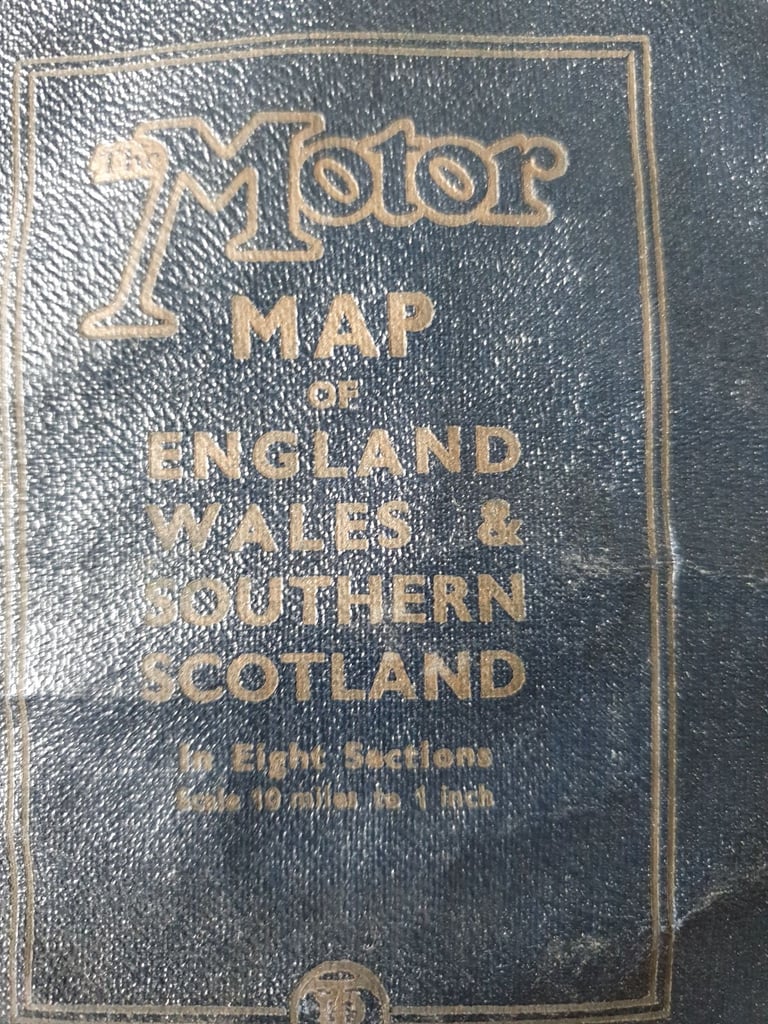 The Motor
MAP
OF
ENGLAND
WALES &
SOUTHERN
SCOTLAND
In Eight Sections
Scale 10 miles to 1 inch